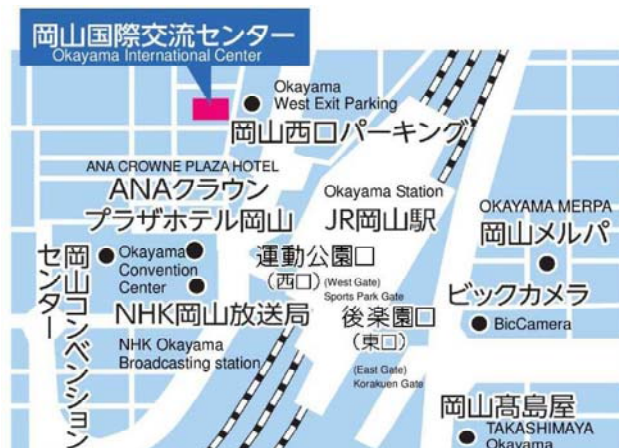 岡山国際交流センター
Okayama International Center
Okayama
West Exit Parking
岡山西口パーキング
ANA CROWNE PLAZA HOTEL
ANAクラウン
プラザホテル岡山
Okayama Station
JR岡山駅
OKAYAMA MERPA
岡山メルパ
岡山コンベンション
センター
Okayama
Convention
Center
運動公園口
(西口)
(West Gate)
Sports Park Gate
ビックカメラ
BicCamera
NHK岡山放送局
NHK Okayama
Broadcasting station
後楽園口
(東口)
(East Gate)
Korakuen Gate
岡山髙島屋
TAKASHIMAYA
Okayama